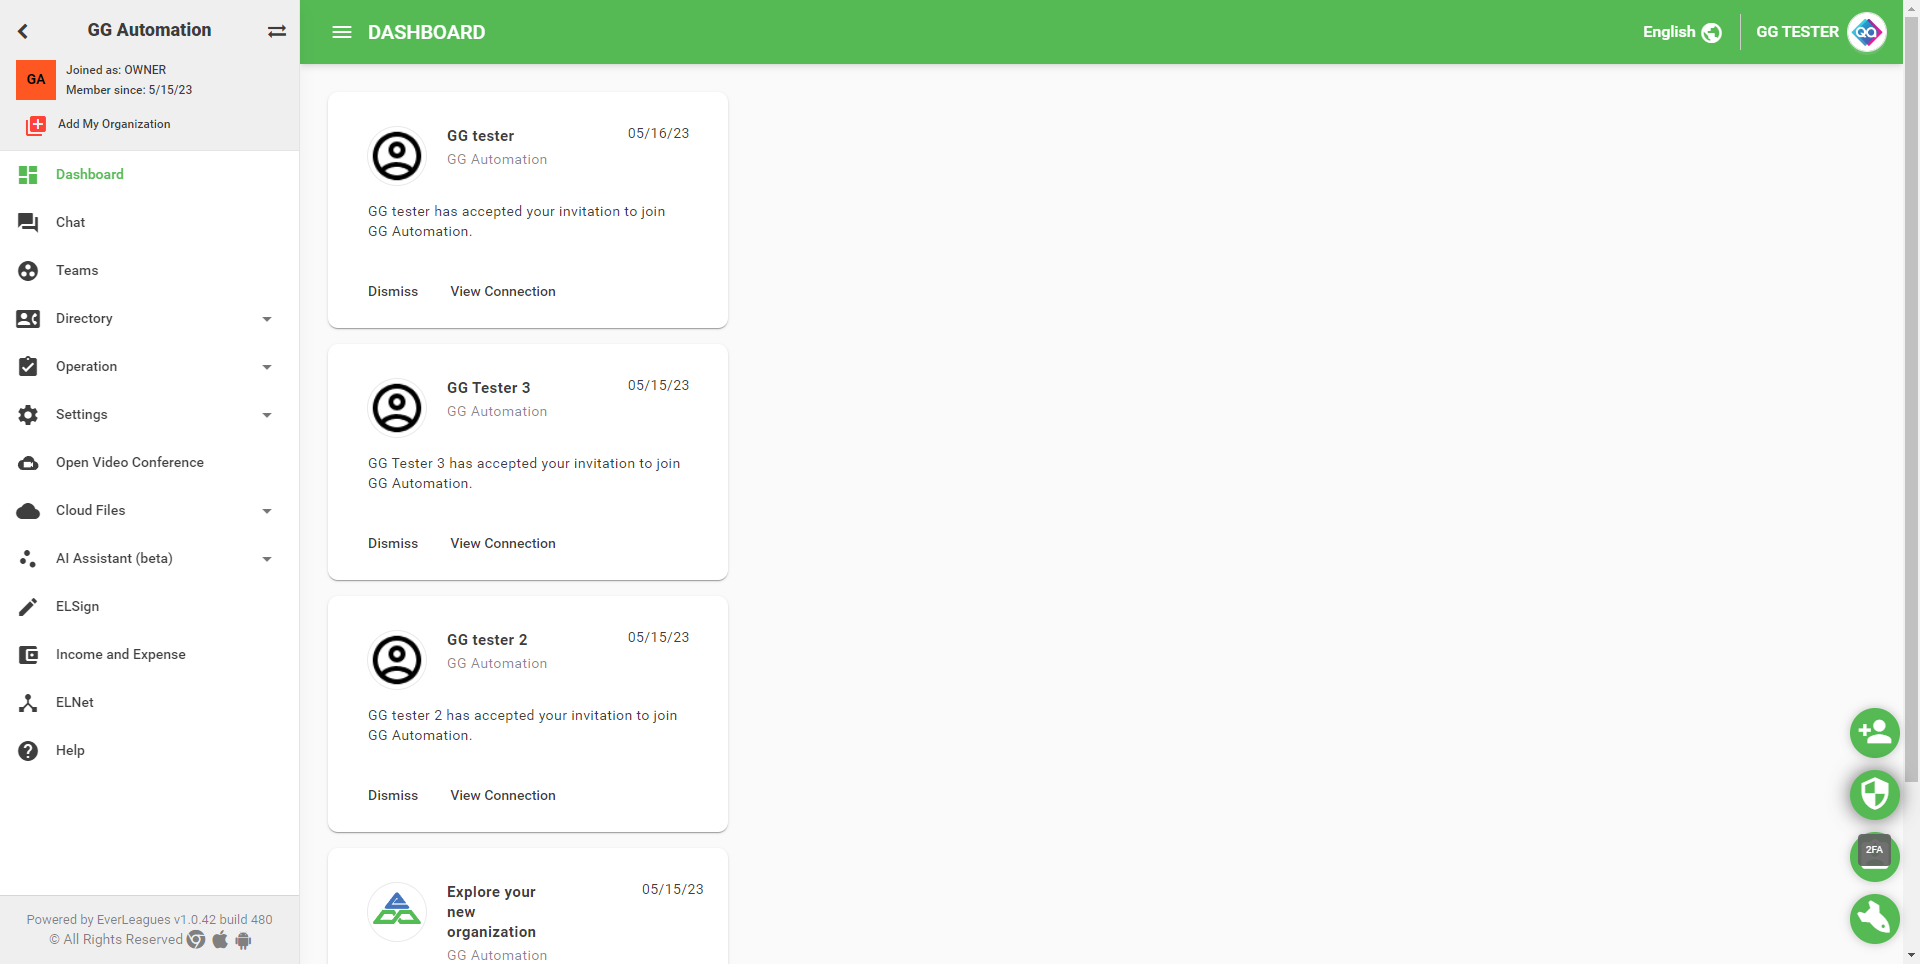 GG Automation
GA
Joined as: OWNER
Member since: 5/15/23
Add My Organization
Dashboard
Chat
Teams
Directory
Operation
Settings
Open Video Conference
Cloud Files
AI Assistant (beta)
ELSign
Income and Expense
ELNet
Help
Powered by EverLeagues v1.0.42 build 480
© All Rights Reserved
DASHBOARD
English
GG TESTER
QA
GG tester
05/16/23
GG Automation
GG tester has accepted your invitation to join
GG Automation.
Dismiss View Connection
GG Tester 3
05/15/23
GG Automation
GG Tester 3 has accepted your invitation to join
GG Automation.
Dismiss View Connection
GG tester 2
05/15/23
GG Automation
GG tester 2 has accepted your invitation to join
GG Automation.
Dismiss View Connection
Explore your
new
organization
05/15/23
GG Automation
2FA